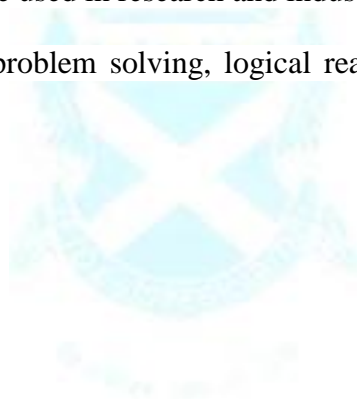 used in research and indus
problem solving, logical rea